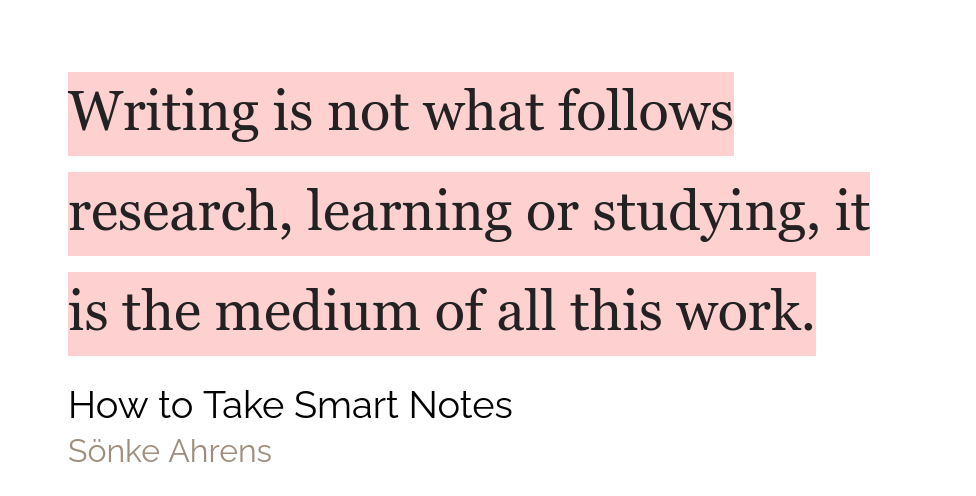 Writing is not what follows
research, learning or studying, it
is the medium of all this work.
How to Take Smart Notes
Sönke Ahrens